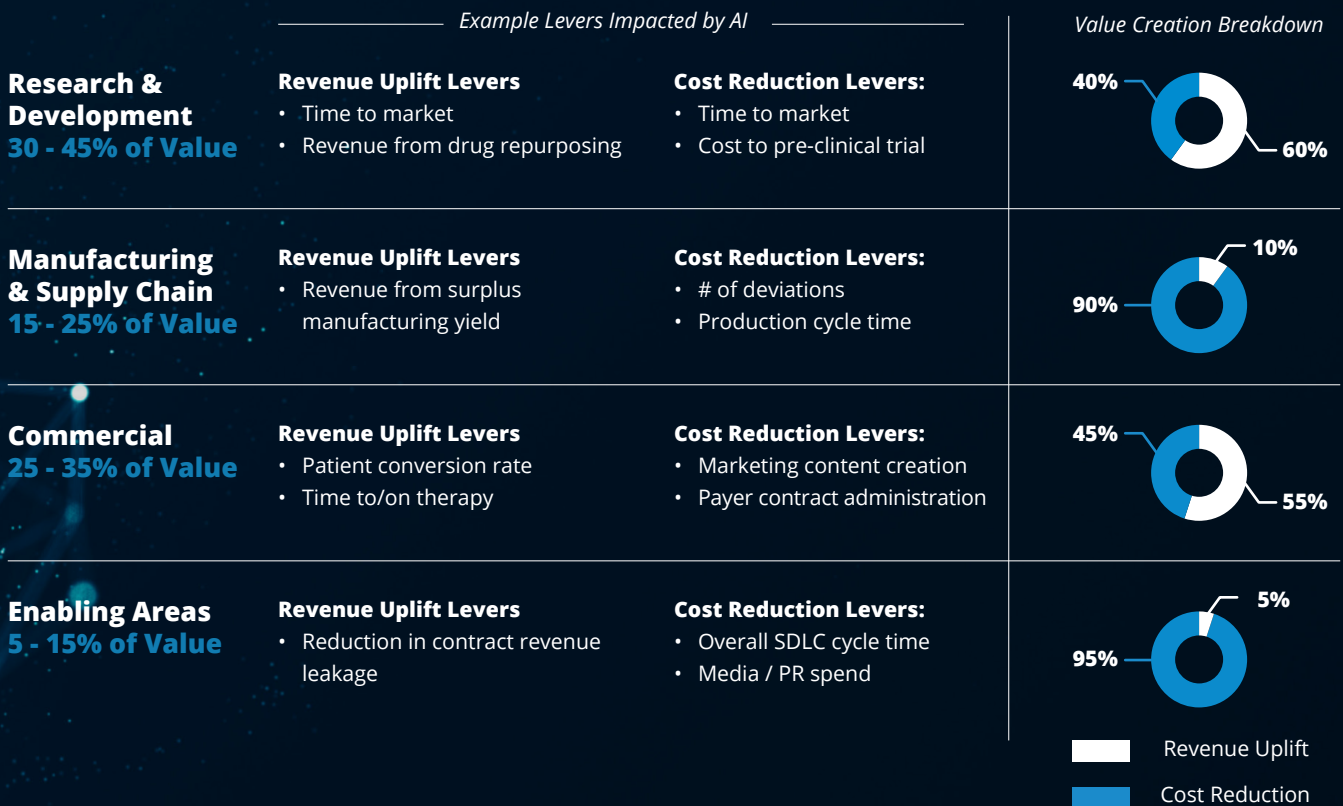 Example Levers Impacted by AI
Value Creation Breakdown
Research &
Development
30 - 45% of Value
Revenue Uplift Levers
• Time to market
• Revenue from drug repurposing
Cost Reduction Levers:
• Time to market
• Cost to pre-clinical trial
40%
60%
Manufacturing
& Supply Chain
15 - 25% of Value
Revenue Uplift Levers
• Revenue from surplus
manufacturing yield
Cost Reduction Levers:
• # of deviations
• Production cycle time
10%
90%
Commercial
25 - 35% of Value
Revenue Uplift Levers
• Patient conversion rate
• Time to/on therapy
Cost Reduction Levers:
• Marketing content creation
• Payer contract administration
45%
55%
Enabling Areas
5 - 15% of Value
Revenue Uplift Levers
• Reduction in contract revenue
leakage
Cost Reduction Levers:
• Overall SDLC cycle time
• Media / PR spend
5%
95%
Revenue Uplift
Cost Reduction